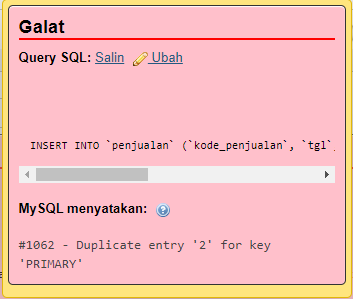 Galat
Query SQL: Salin Ubah
INSERT INTO `penjualan` (`kode_penjualan`, `tgl`,
MySQL menyatakan:
#1062 - Duplicate entry '2' for key
'PRIMARY'